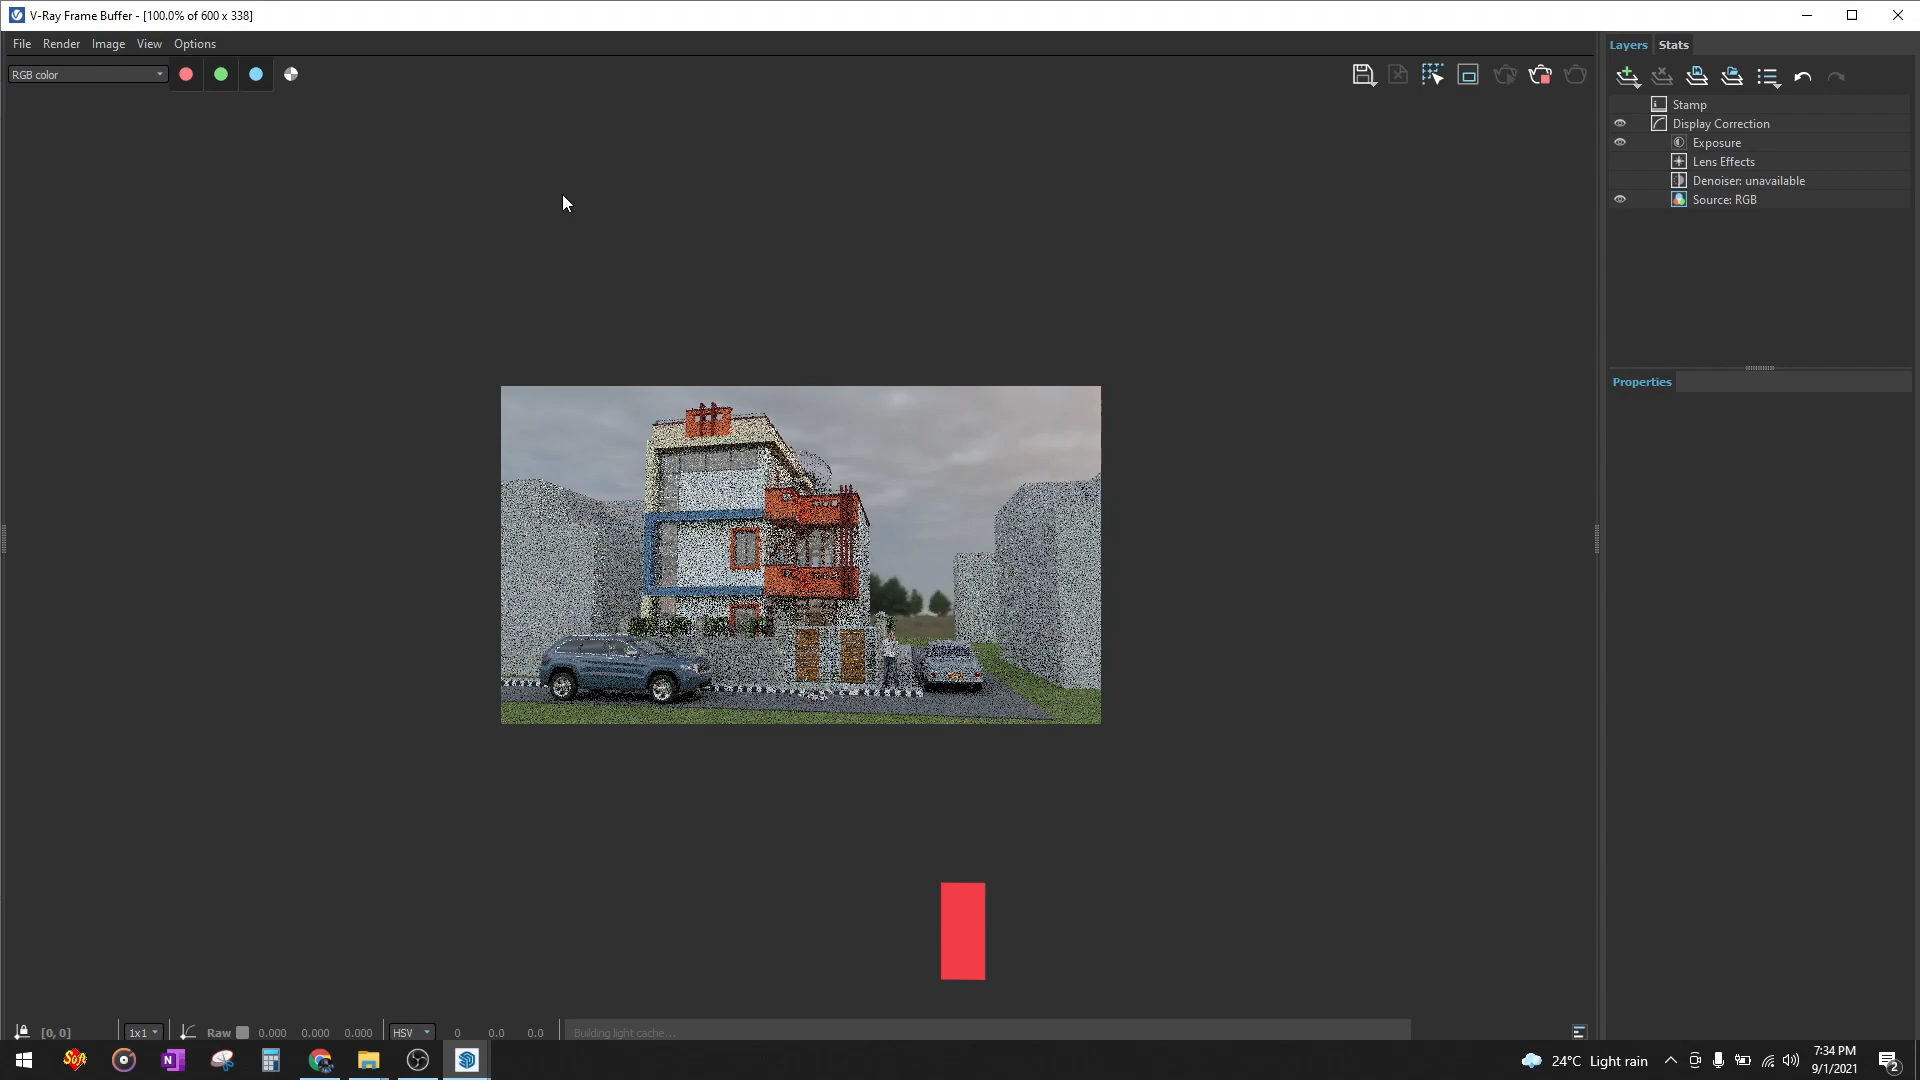 V-Ray Frame Buffer - [100.0% of 600 x 338]
File Render Image View Options
RGB color
Layers Stats
Stamp
Display Correction
Exposure
Lens Effects
Denoiser: unavailable
Source: RGB
Properties
[0, 0] 1x1 Raw 0.000 0.000 0.000 HSV 0 0.0 0.0 Building light cache...
Soft
N
24°C Light rain
7:34 PM
9/1/2021
2